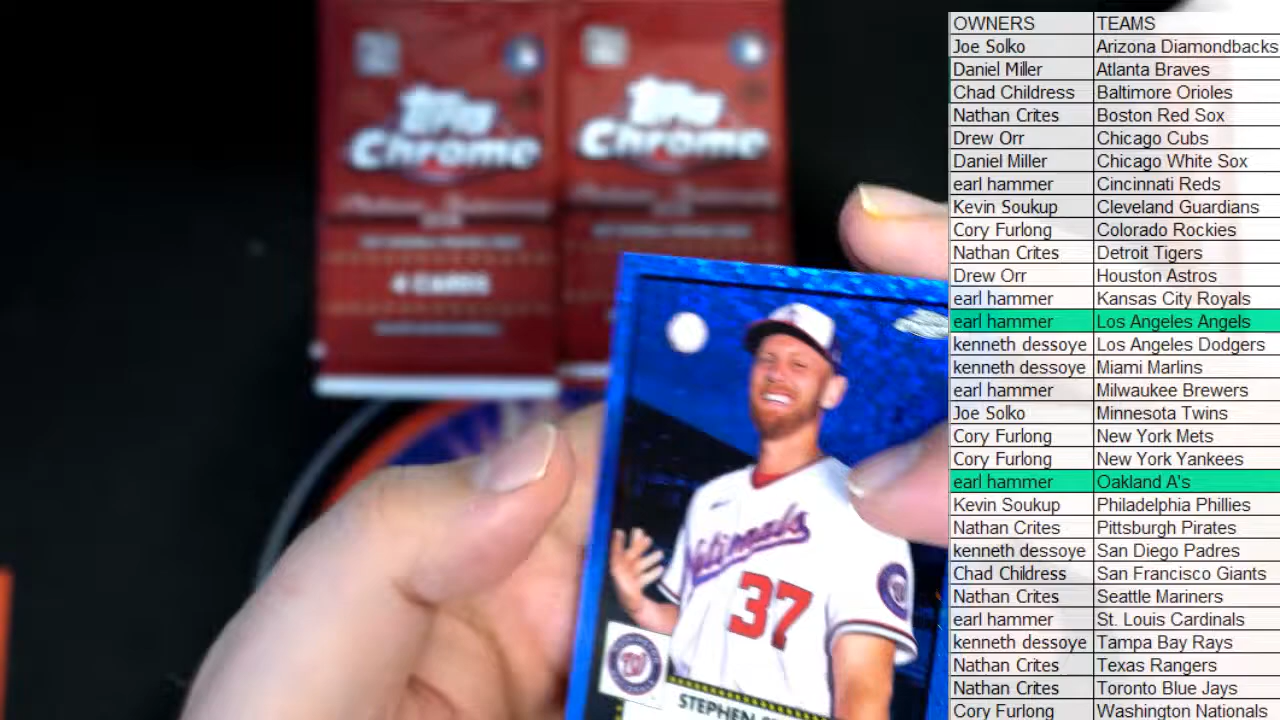 Topps
Chrome
4 CARDS
Topps
Chrome
Nationals
37
W
STEPHEN
OWNERS TEAMS
Joe Solko Arizona Diamondbacks
Daniel Miller Atlanta Braves
Chad Childress Baltimore Orioles
Nathan Crites Boston Red Sox
Drew Orr Chicago Cubs
Daniel Miller Chicago White Sox
earl hammer Cincinnati Reds
Kevin Soukup Cleveland Guardians
Cory Furlong Colorado Rockies
Nathan Crites Detroit Tigers
Drew Orr Houston Astros
earl hammer Kansas City Royals
earl hammer Los Angeles Angels
kenneth dessoye Los Angeles Dodgers
kenneth dessoye Miami Marlins
earl hammer Milwaukee Brewers
Joe Solko Minnesota Twins
Cory Furlong New York Mets
Cory Furlong New York Yankees
earl hammer Oakland A's
Kevin Soukup Philadelphia Phillies
Nathan Crites Pittsburgh Pirates
kenneth dessoye San Diego Padres
Chad Childress San Francisco Giants
Nathan Crites Seattle Mariners
earl hammer St. Louis Cardinals
kenneth dessoye Tampa Bay Rays
Nathan Crites Texas Rangers
Nathan Crites Toronto Blue Jays
Cory Furlong Washington Nationals